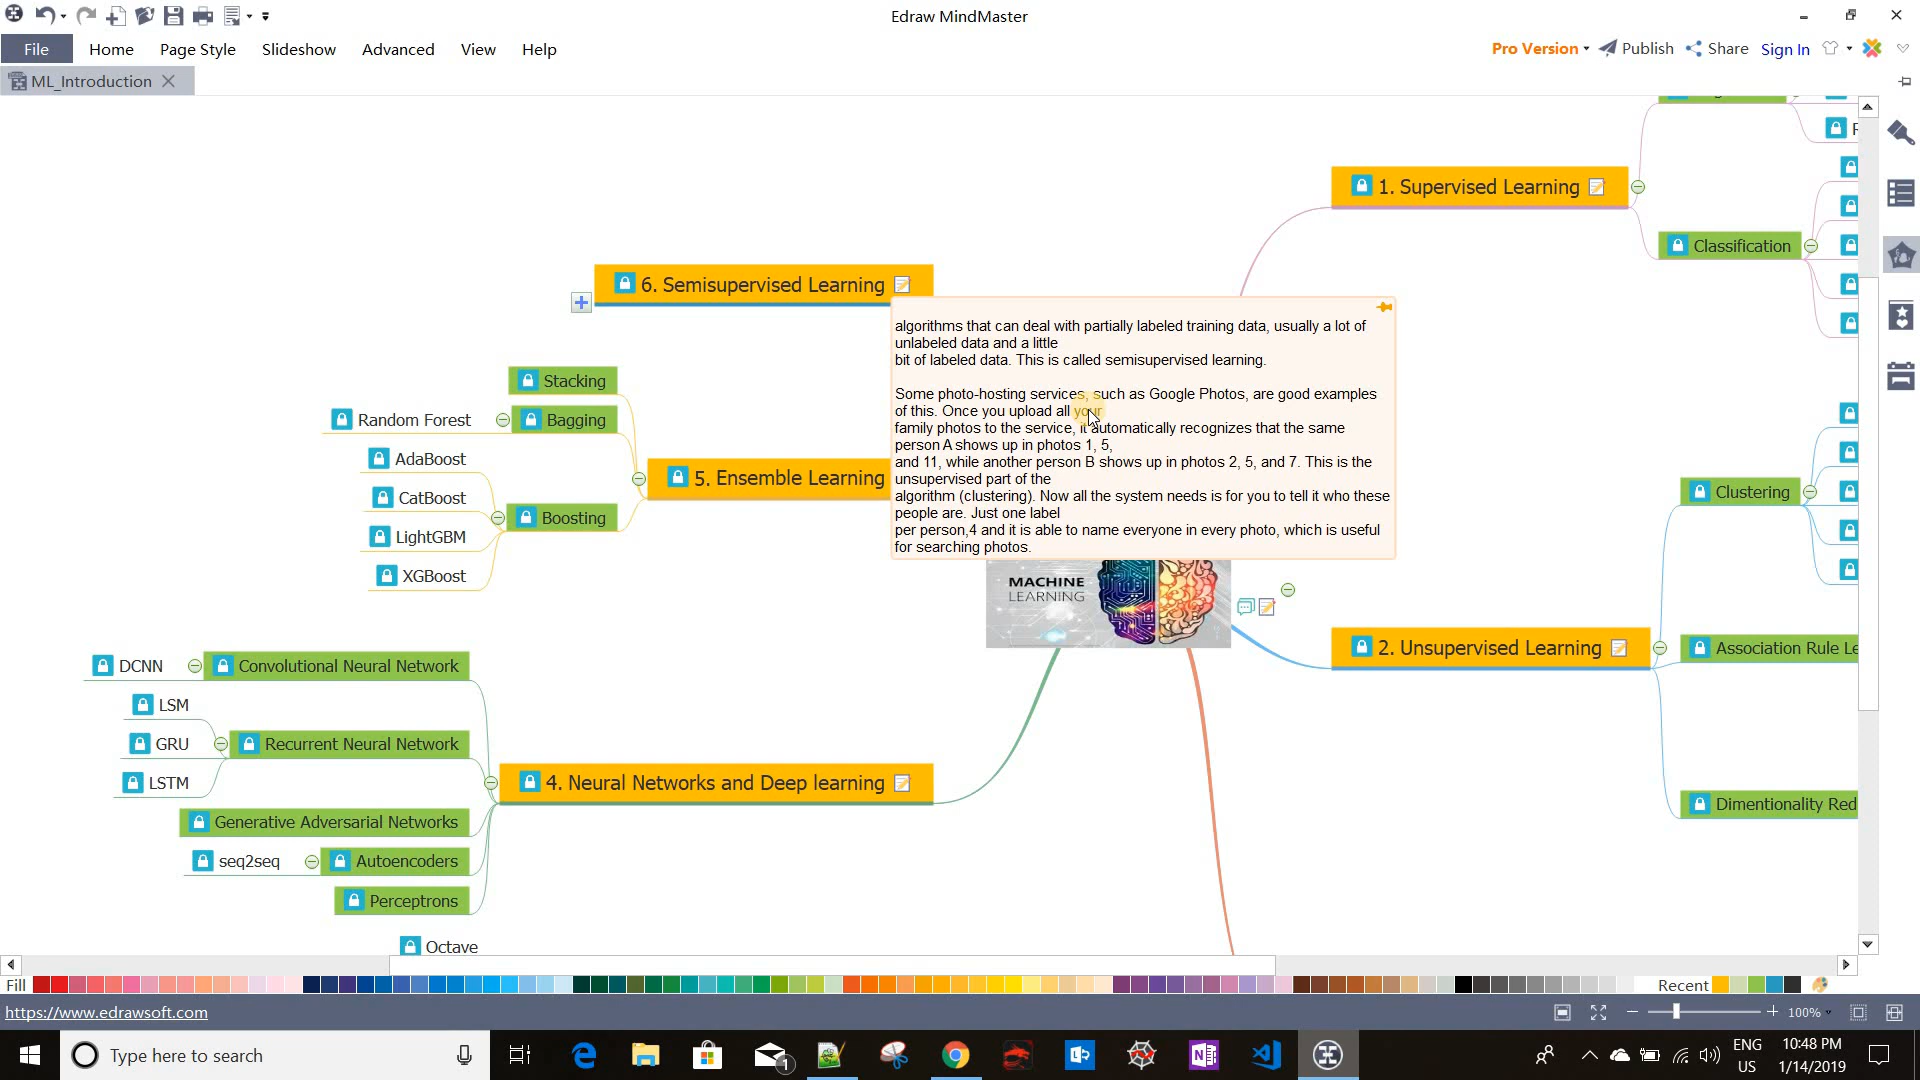 Edraw MindMaster
File Home Page Style Slideshow Advanced View Help
Pro Version Publish Share Sign In
ML_Introduction
1. Supervised Learning
Classification
6. Semisupervised Learning
algorithms that can deal with partially labeled training data, usually a lot of
unlabeled data and a little
bit of labeled data. This is called semisupervised learning.
Some photo-hosting services, such as Google Photos, are good examples
of this. Once you upload all your
family photos to the service, it automatically recognizes that the same
person A shows up in photos 1, 5,
and 11, while another person B shows up in photos 2, 5, and 7. This is the
unsupervised part of the
algorithm (clustering). Now all the system needs is for you to tell it who these
people are. Just one label
per person,4 and it is able to name everyone in every photo, which is useful
for searching photos.
Stacking
Random Forest Bagging
AdaBoost
5. Ensemble Learning
CatBoost
Boosting
LightGBM
XGBoost
Clustering
MACHINE
LEARNING
2. Unsupervised Learning
Association Rule Le
DCNN Convolutional Neural Network
LSM
GRU Recurrent Neural Network
LSTM
4. Neural Networks and Deep learning
Dimentionality Red
Generative Adversarial Networks
seq2seq Autoencoders
Perceptrons
Octave
Fill Recent
https://www.edrawsoft.com 100%
Type here to search
1
ENG
US
10:48 PM
1/14/2019